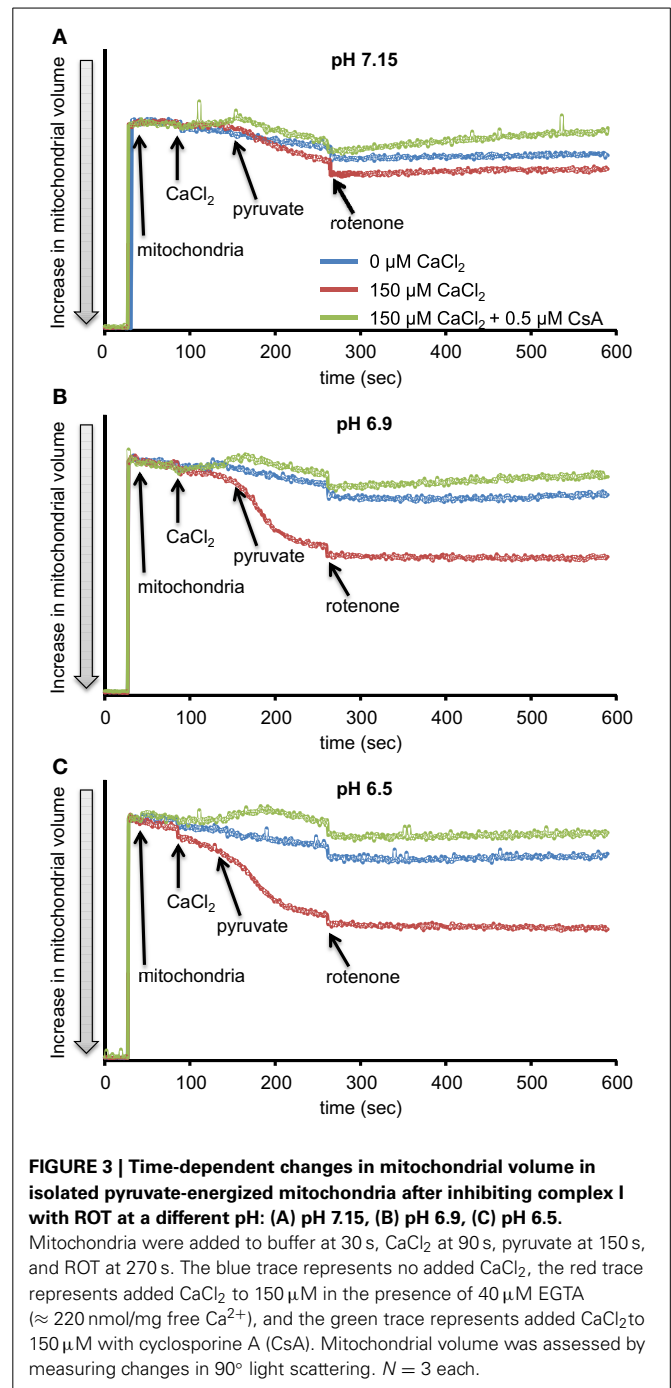 A
pH 7.15
Increase in mitochondrial volume
CaCl₂
pyruvate
mitochondria
rotenone
0 µM CaCl₂
150 µM CaCl₂
150 µM CaCl₂ + 0.5 µM CsA
0 100 200 300 400 500 600
time (sec)
B
pH 6.9
Increase in mitochondrial volume
CaCl₂
pyruvate
mitochondria
rotenone
0 100 200 300 400 500 600
time (sec)
C
pH 6.5
Increase in mitochondrial volume
CaCl₂
pyruvate
mitochondria
rotenone
0 100 200 300 400 500 600
time (sec)
FIGURE 3 | Time-dependent changes in mitochondrial volume in
isolated pyruvate-energized mitochondria after inhibiting complex I
with ROT at a different pH: (A) pH 7.15, (B) pH 6.9, (C) pH 6.5.
Mitochondria were added to buffer at 30 s, CaCl₂ at 90 s, pyruvate at 150 s,
and ROT at 270 s. The blue trace represents no added CaCl₂, the red trace
represents added CaCl₂ to 150 µM in the presence of 40 µM EGTA
(≈ 220 nmol/mg free Ca²⁺), and the green trace represents added CaCl₂to
150 µM with cyclosporine A (CsA). Mitochondrial volume was assessed by
measuring changes in 90° light scattering. N = 3 each.